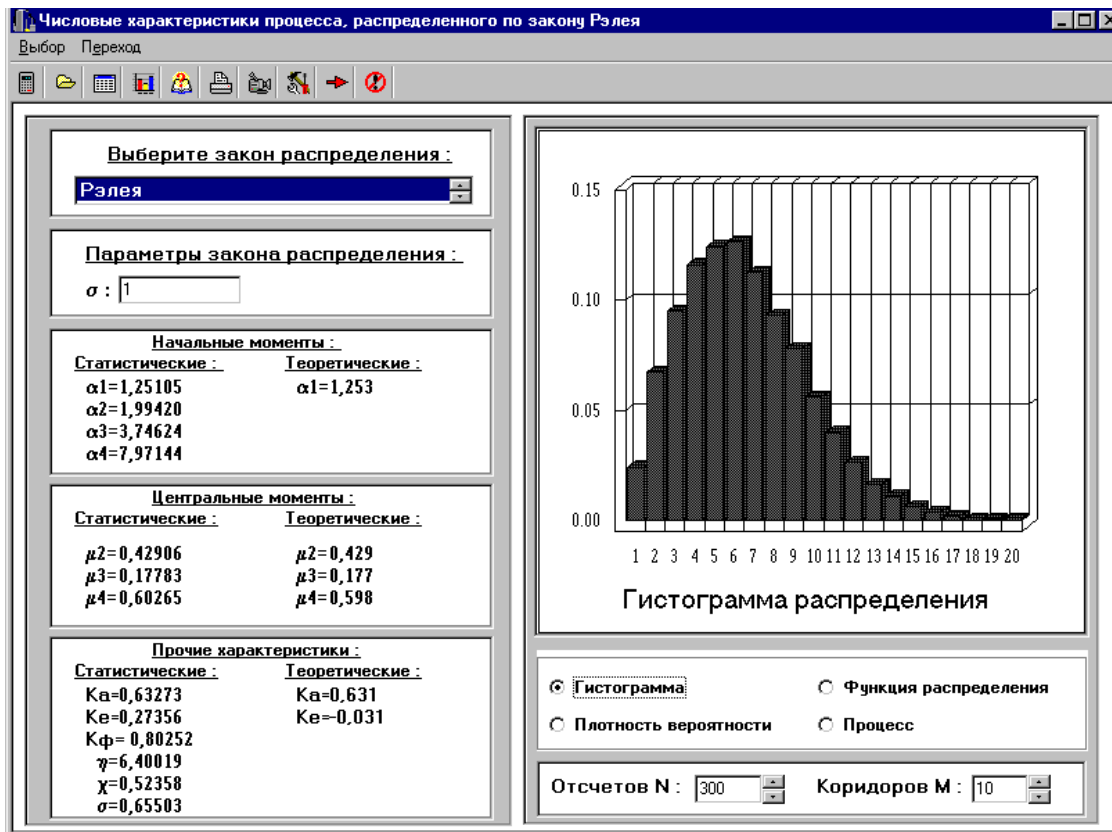 Числовые характеристики процесса, распределенного по закону Рэлея
Выбор Переход
Выберите закон распределения :
Рэлея
Параметры закона распределения :
σ : 1
Начальные моменты :
Статистические : Теоретические :
α1=1,25105 α1=1,253
α2=1,99420
α3=3,74624
α4=7,97144
Центральные моменты :
Статистические : Теоретические :
μ2=0,42906 μ2=0,429
μ3=0,17783 μ3=0,177
μ4=0,60265 μ4=0,598
Прочие характеристики :
Статистические : Теоретические :
Ка=0,63273 Ка=0,631
Ке=0,27356 Ке=-0,031
Кф= 0,80252
η=6,40019
χ=0,52358
σ=0,65503
0.15
0.10
0.05
0.00
1 2 3 4 5 6 7 8 9 10 11 12 13 14 15 16 17 18 19 20
Гистограмма распределения
Гистограмма Функция распределения
Плотность вероятности Процесс
Отсчетов N : 300 Коридоров М : 10